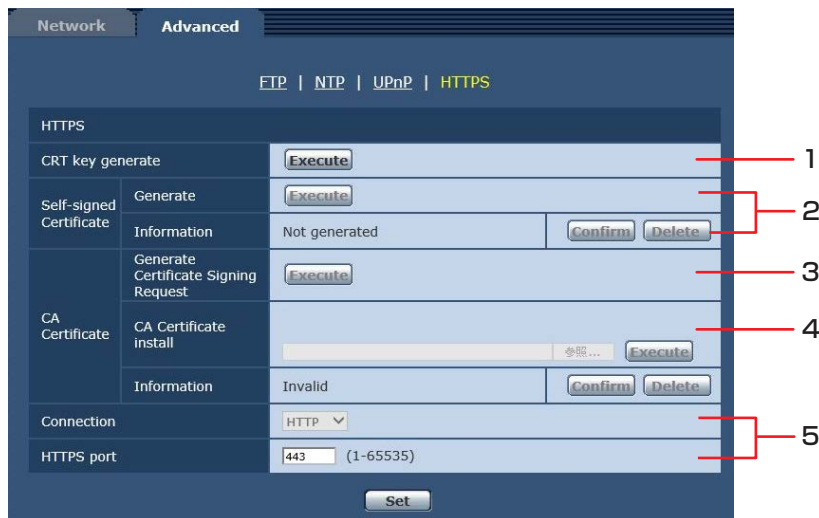 Network Advanced
FTP | NTP | UPnP | HTTPS
HTTPS
CRT key generate Execute 1
Self-signed Certificate Generate Execute 2
Information Not generated Confirm Delete
CA Certificate Generate Certificate Signing Request Execute 3
CA Certificate install 参照... Execute 4
Information Invalid Confirm Delete
Connection HTTP 5
HTTPS port 443 (1-65535)
Set